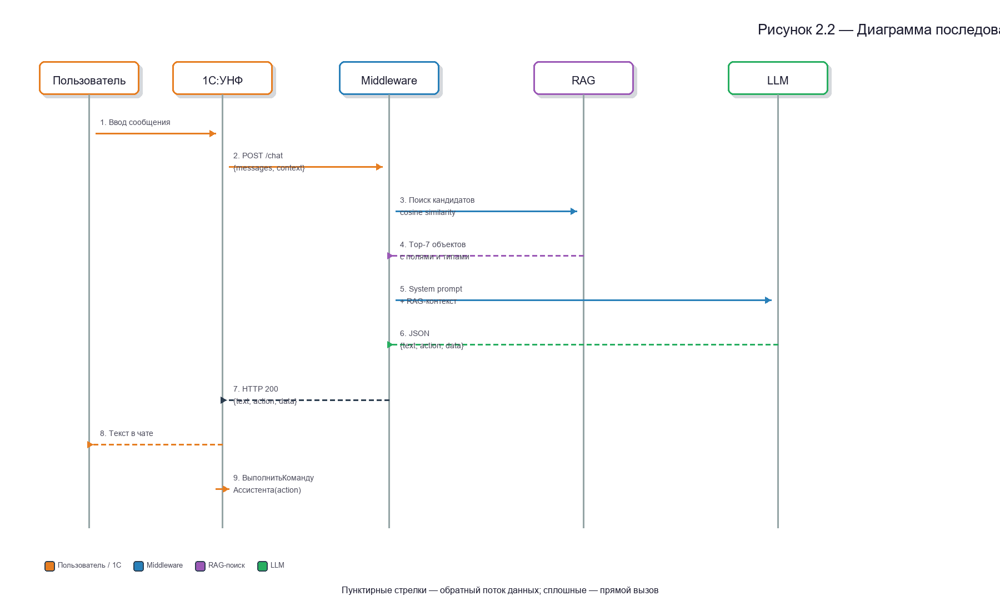 Рисунок 2.2 — Диаграмма последова
Пользователь
1С:УНФ
Middleware
RAG
LLM
1. Ввод сообщения
2. POST /chat
{messages, context}
3. Поиск кандидатов
cosine similarity
4. Top-7 объектов
с полями и типами
5. System prompt
+ RAG-контекст
6. JSON
{text, action, data}
7. HTTP 200
{text, action, data}
8. Текст в чате
9. ВыполнитьКоманду
Ассистента(action)
Пользователь / 1С
Middleware
RAG-поиск
LLM
Пунктирные стрелки — обратный поток данных; сплошные — прямой вызов